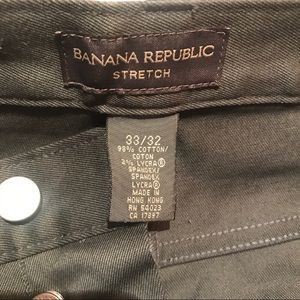 BANANA REPUBLIC
STRETCH
33/32
98% COTTON/
COTON
2% LYCRA®
SPANDEX/
SPANDEX
LYCRA®
MADE IN
HONG KONG
RN 54023
CA 17897